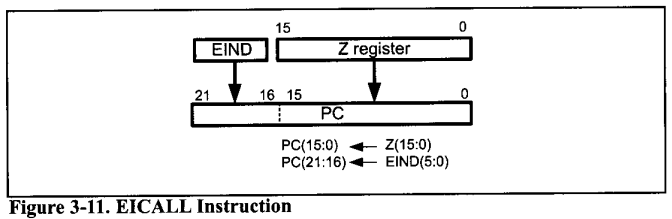 15 0
EIND Z register
21 16 15 0
PC
PC(15:0) ← Z(15:0)
PC(21:16) ← EIND(5:0)
Figure 3-11. EICALL Instruction